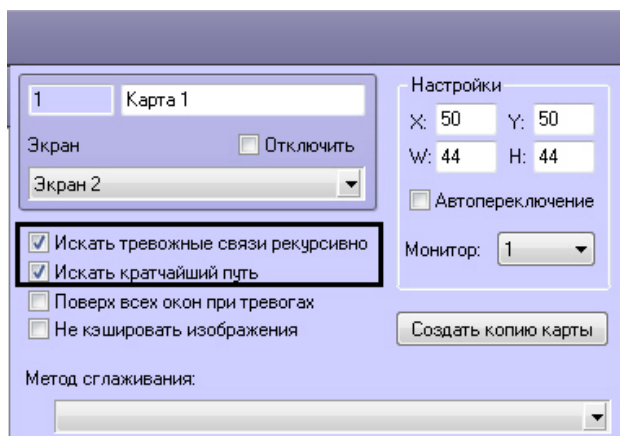 1 Карта 1
Экран Отключить
Экран 2
Искать тревожные связи рекурсивно
Искать кратчайший путь
Поверх всех окон при тревогах
Не кэшировать изображения
Метод сглаживания:
Настройки
X: 50 Y: 50
W: 44 H: 44
Автопереключение
Монитор: 1
Создать копию карты